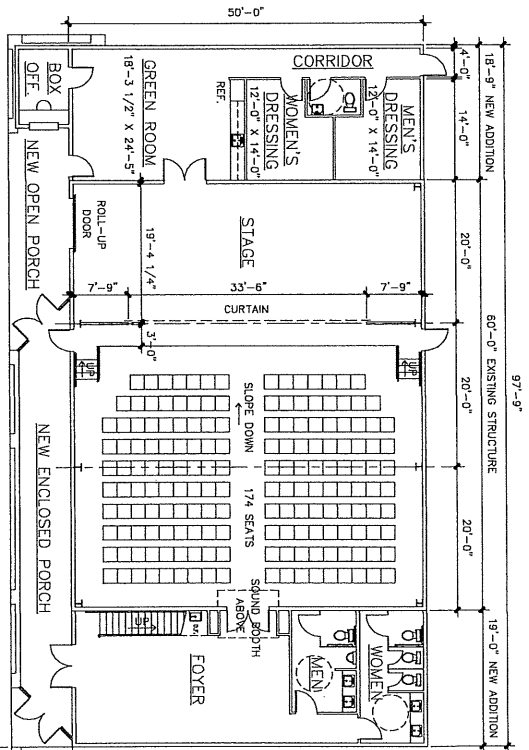 50'-0"
BOX
OFF.
GREEN ROOM
18'-3 1/2" X 24'-5"
CORRIDOR
REF.
WOMEN'S
DRESSING
12'-0" X 14'-0"
MEN'S
DRESSING
12'-0" X 14'-0"
4'-0"
14'-0"
18'-9" NEW ADDITION
NEW OPEN PORCH
ROLL-UP
DOOR
19'-4 1/4"
STAGE
20'-0"
7'-9"
33'-6"
7'-9"
CURTAIN
3'-0"
UP
UP
SLOPE DOWN
174 SEATS
20'-0"
20'-0"
60'-0" EXISTING STRUCTURE
97'-9"
NEW ENCLOSED PORCH
SOUND BOOTH
ABOVE
UP
FOYER
MEN
WOMEN
19'-0" NEW ADDITION